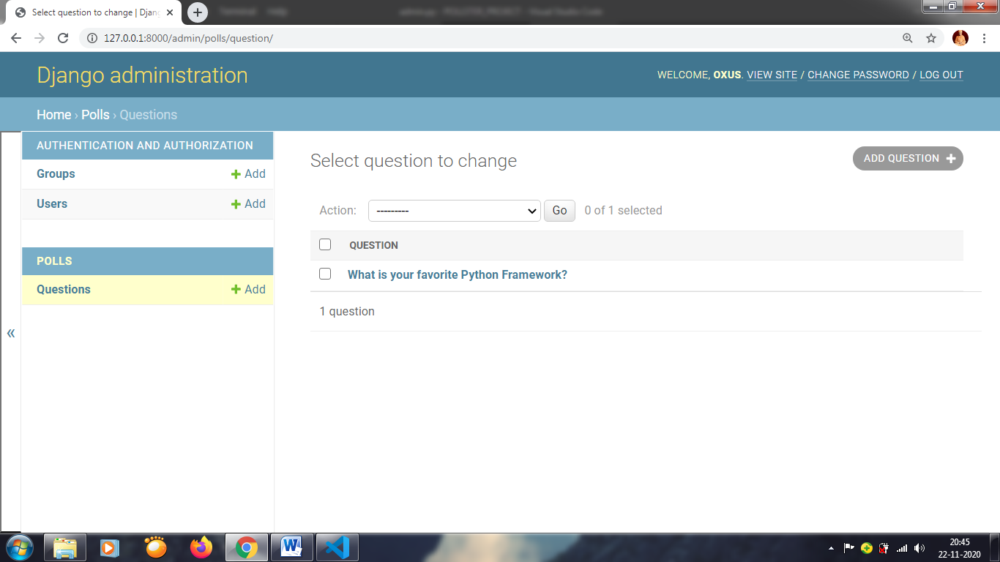 Select question to change | Djan
127.0.0.1:8000/admin/polls/question/
Django administration
WELCOME, OXUS. VIEW SITE / CHANGE PASSWORD / LOG OUT
Home › Polls › Questions
AUTHENTICATION AND AUTHORIZATION
Groups + Add
Users + Add
POLLS
Questions + Add
«
Select question to change
ADD QUESTION +
Action: --------- Go 0 of 1 selected
QUESTION
What is your favorite Python Framework?
1 question
20:45
22-11-2020